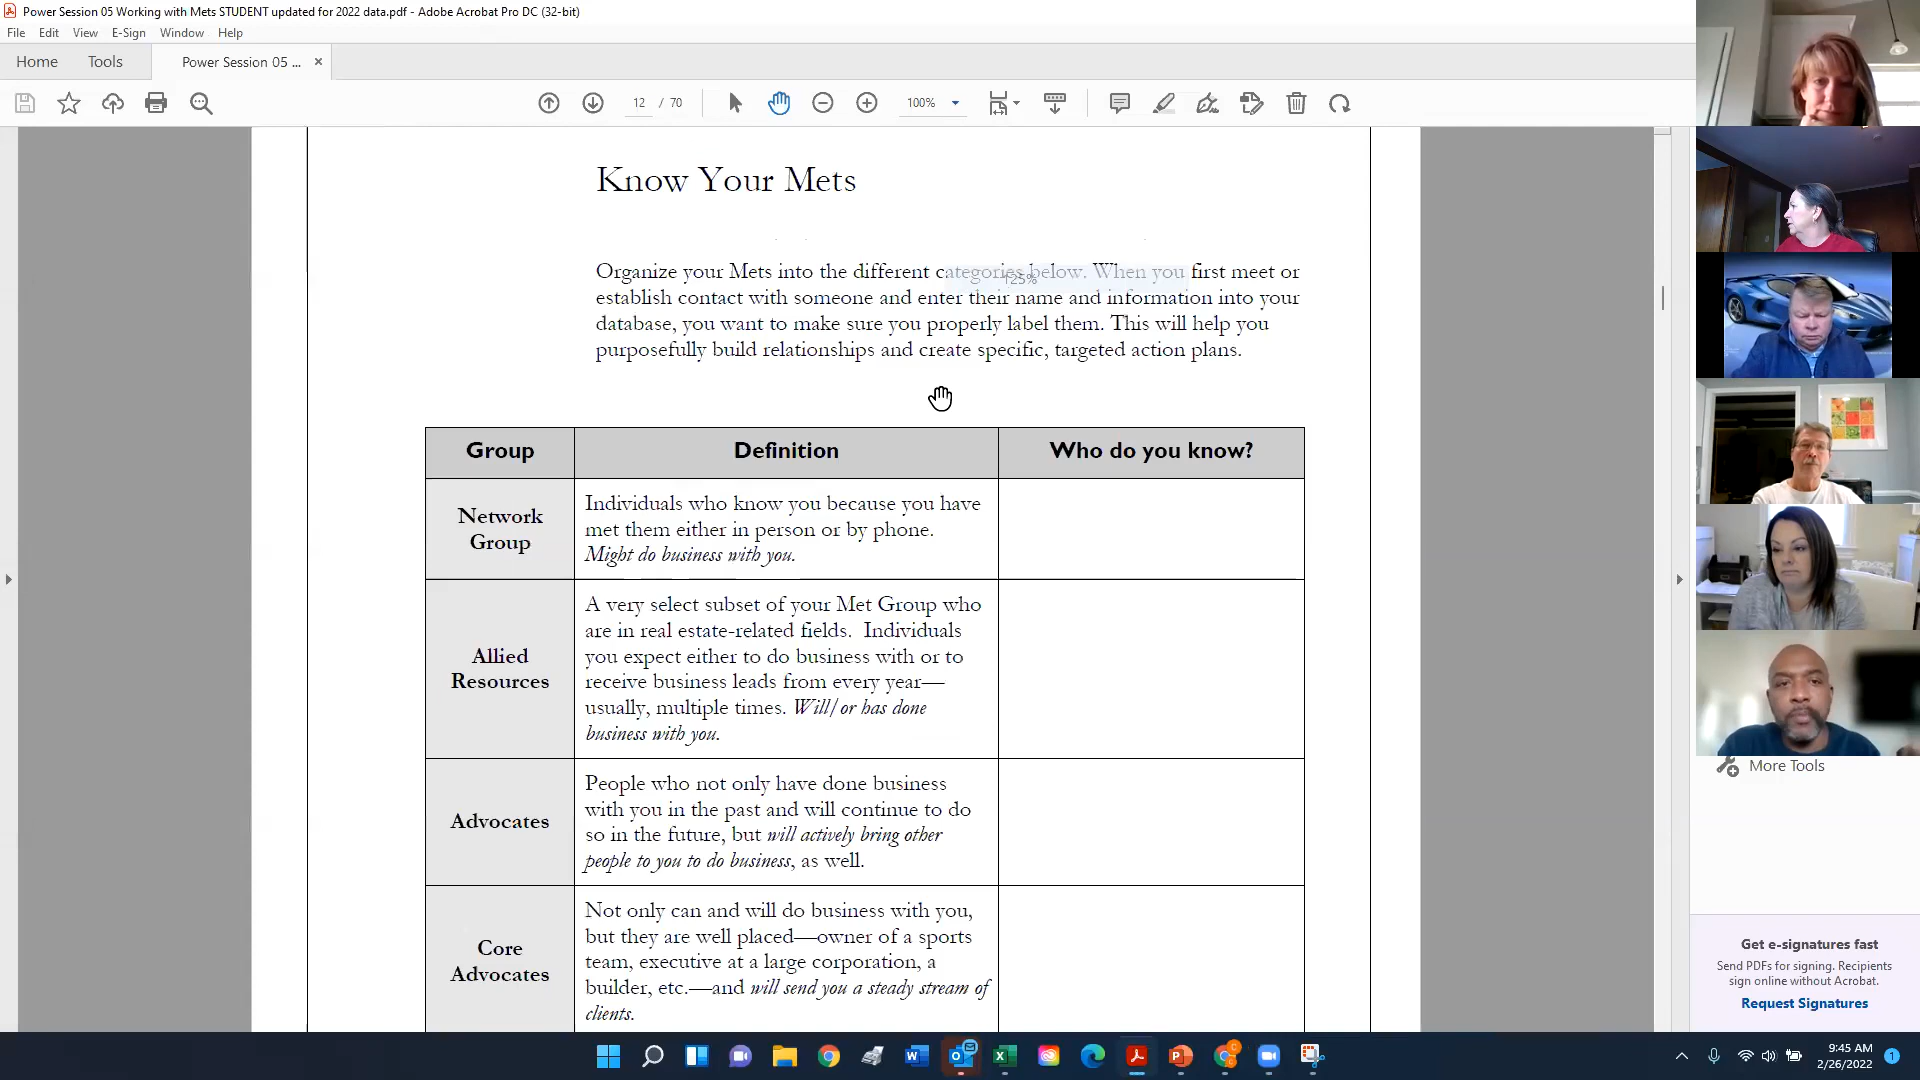 Power Session 05 Working with Mets STUDENT updated for 2022 data.pdf - Adobe Acrobat Pro DC (32-bit)
File Edit View E-Sign Window Help
Home Tools Power Session 05 ... ×
12 / 70 100%
Know Your Mets
Organize your Mets into the different categories below. When you first meet or
125%
establish contact with someone and enter their name and information into your
database, you want to make sure you properly label them. This will help you
purposefully build relationships and create specific, targeted action plans.
Group Definition Who do you know?
Network
Group
Individuals who know you because you have
met them either in person or by phone.
Might do business with you.
Allied
Resources
A very select subset of your Met Group who
are in real estate-related fields. Individuals
you expect either to do business with or to
receive business leads from every year—
usually, multiple times. Will/or has done
business with you.
Advocates
People who not only have done business
with you in the past and will continue to do
so in the future, but will actively bring other
people to you to do business, as well.
Core
Advocates
Not only can and will do business with you,
but they are well placed—owner of a sports
team, executive at a large corporation, a
builder, etc.—and will send you a steady stream of
clients.
More Tools
Get e-signatures fast
Send PDFs for signing. Recipients
sign online without Acrobat.
Request Signatures
9:45 AM
2/26/2022
1